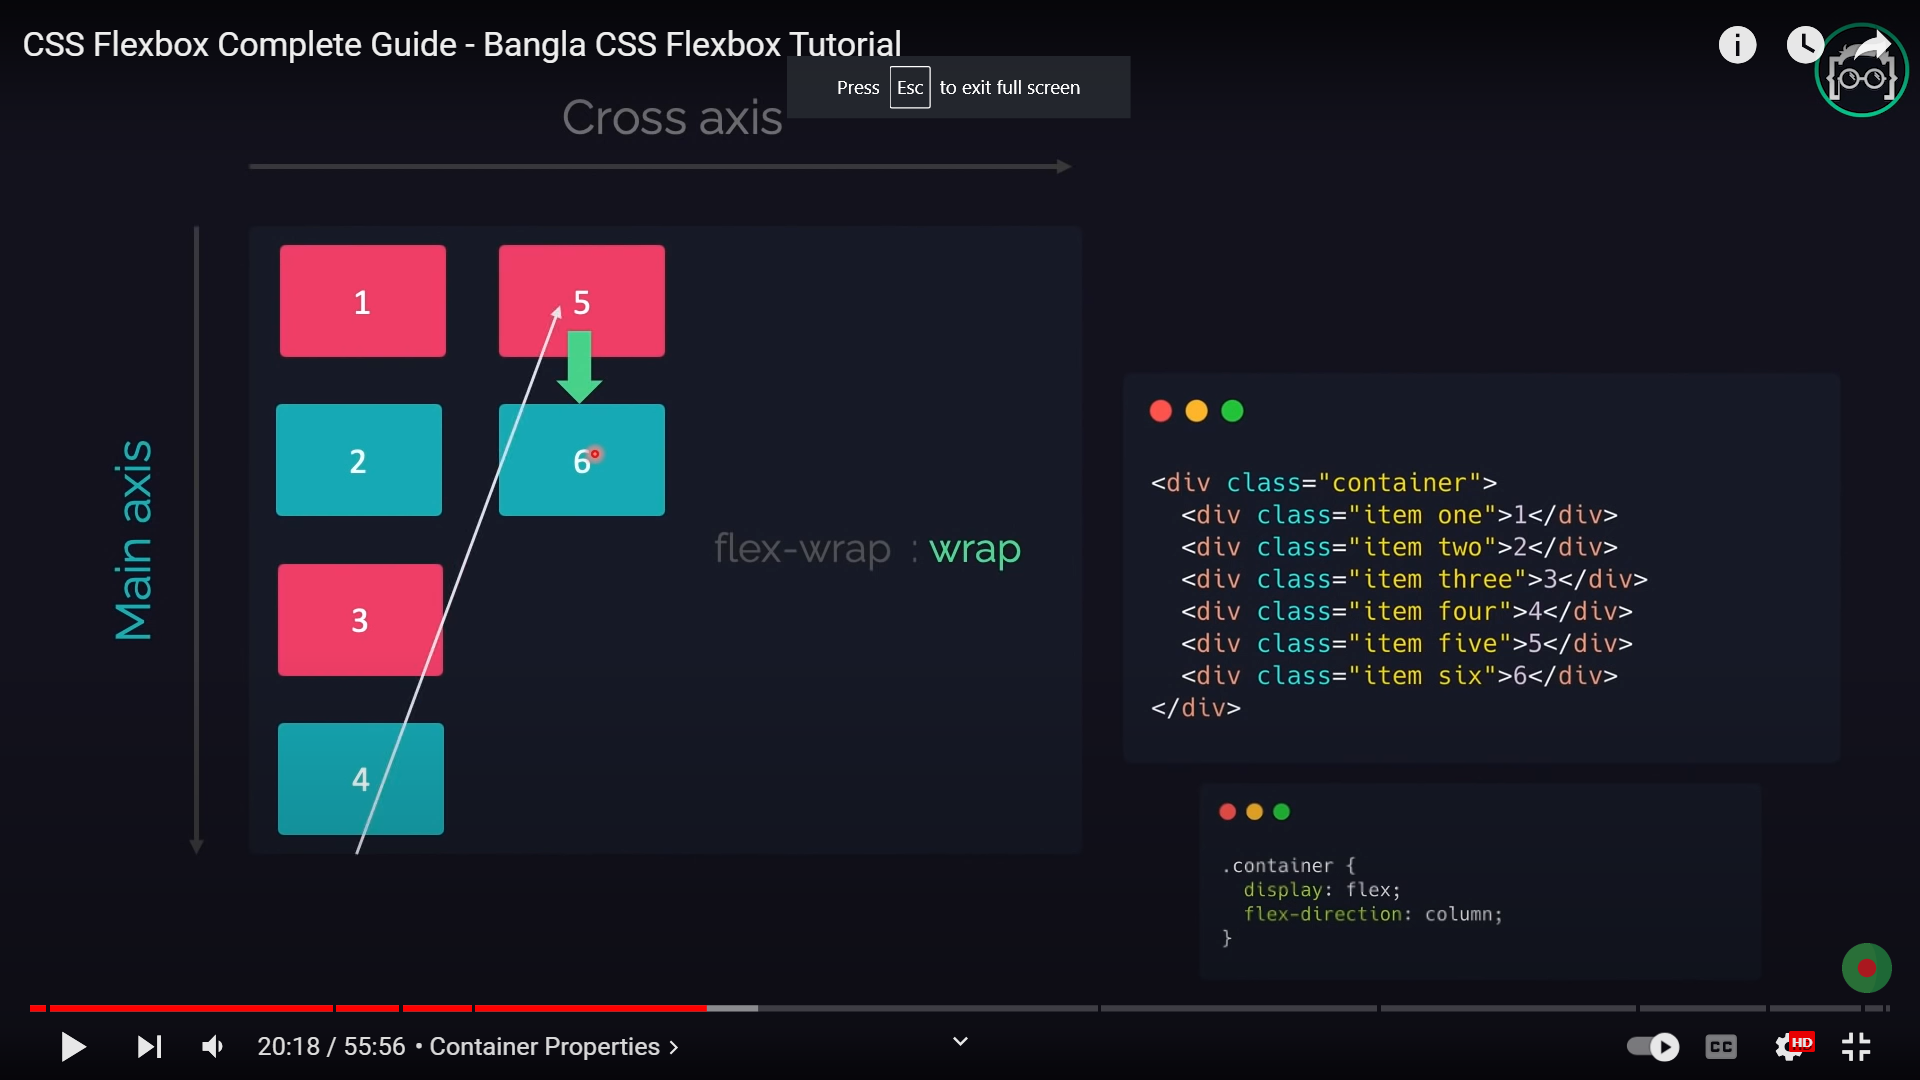 CSS Flexbox Complete Guide - Bangla CSS Flexbox Tutorial
Press Esc to exit full screen
Cross axis
Main axis
1
5
2
6
3
4
flex-wrap : wrap
<div class="container">
  <div class="item one">1</div>
  <div class="item two">2</div>
  <div class="item three">3</div>
  <div class="item four">4</div>
  <div class="item five">5</div>
  <div class="item six">6</div>
</div>
.container {
  display: flex;
  flex-direction: column;
}
20:18 / 55:56 • Container Properties >
CC
HD